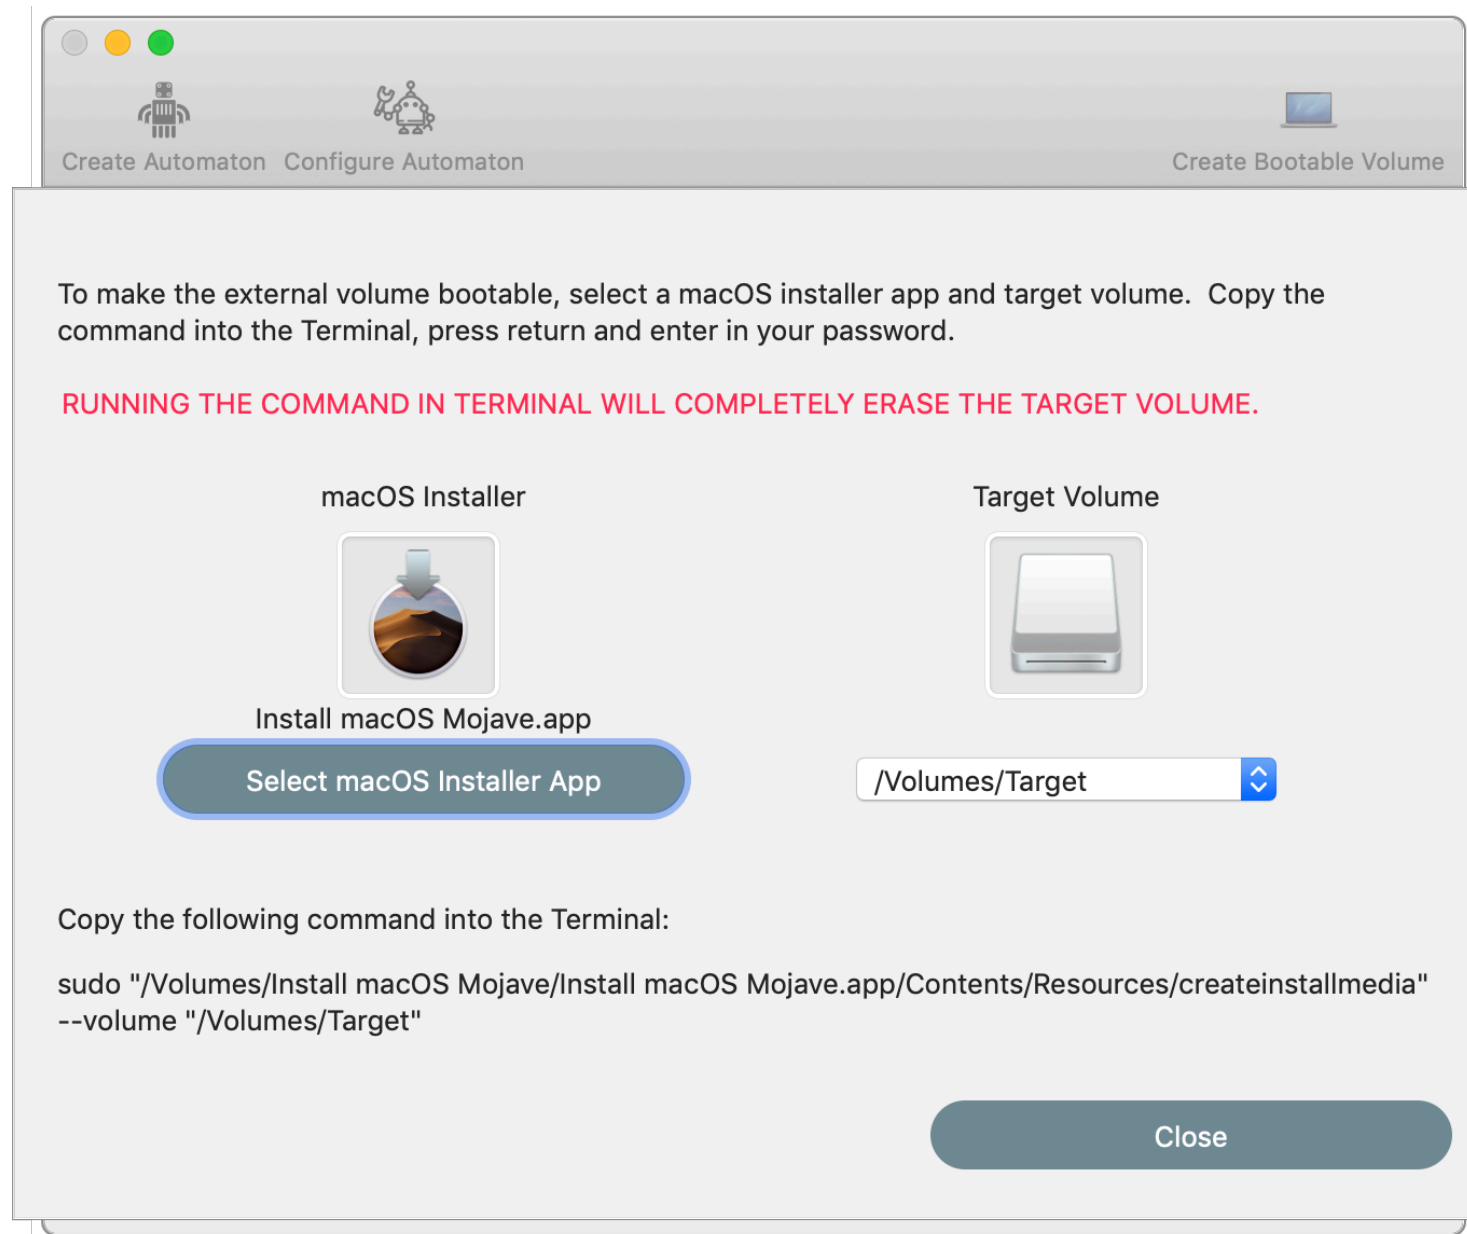 Create Automaton Configure Automaton Create Bootable Volume
To make the external volume bootable, select a macOS installer app and target volume.  Copy the
command into the Terminal, press return and enter in your password.
RUNNING THE COMMAND IN TERMINAL WILL COMPLETELY ERASE THE TARGET VOLUME.
macOS Installer
Target Volume
Install macOS Mojave.app
Select macOS Installer App
/Volumes/Target
Copy the following command into the Terminal:
sudo "/Volumes/Install macOS Mojave/Install macOS Mojave.app/Contents/Resources/createinstallmedia"
--volume "/Volumes/Target"
Close